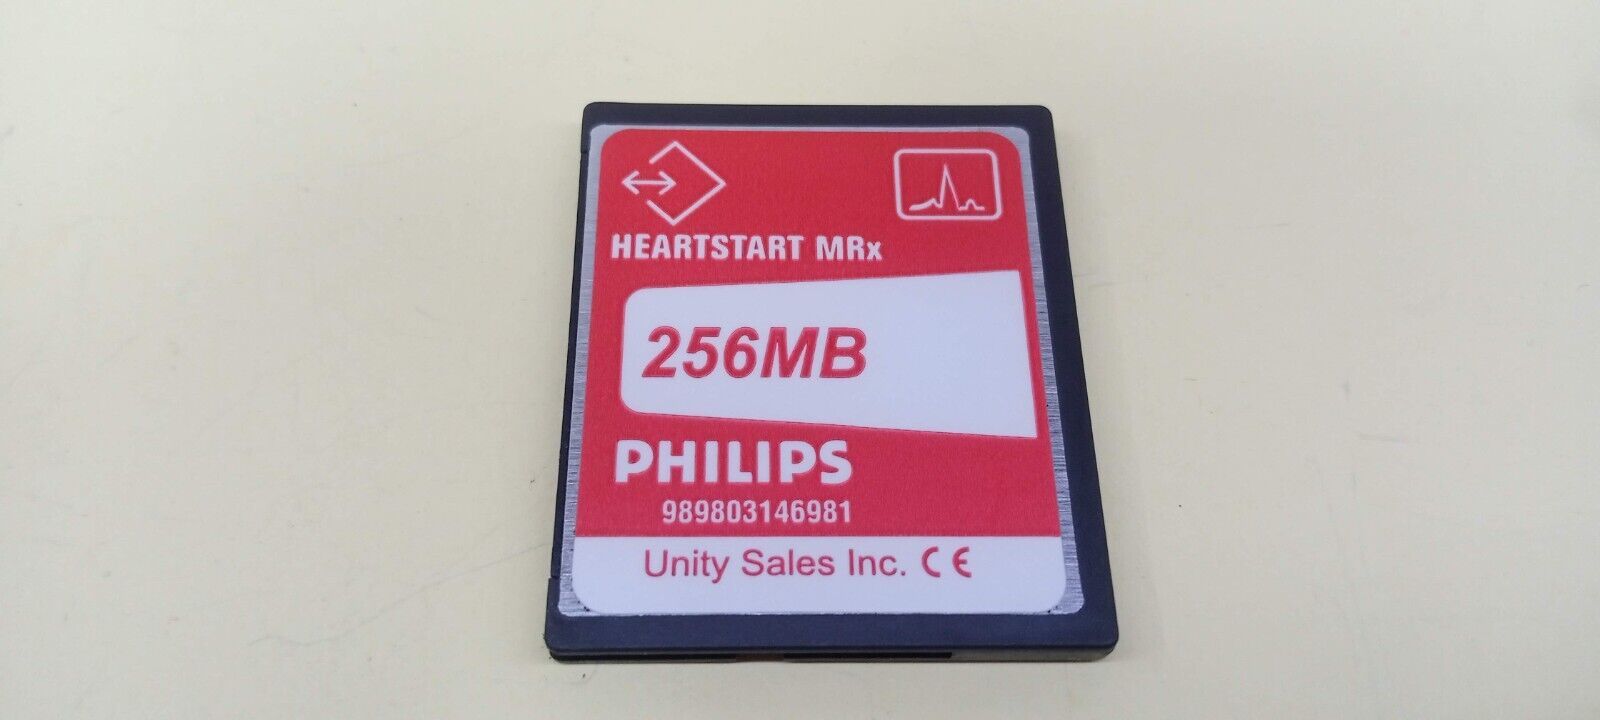 HEARTSTART MRx
256MB
PHILIPS
989803146981
Unity Sales Inc. CE